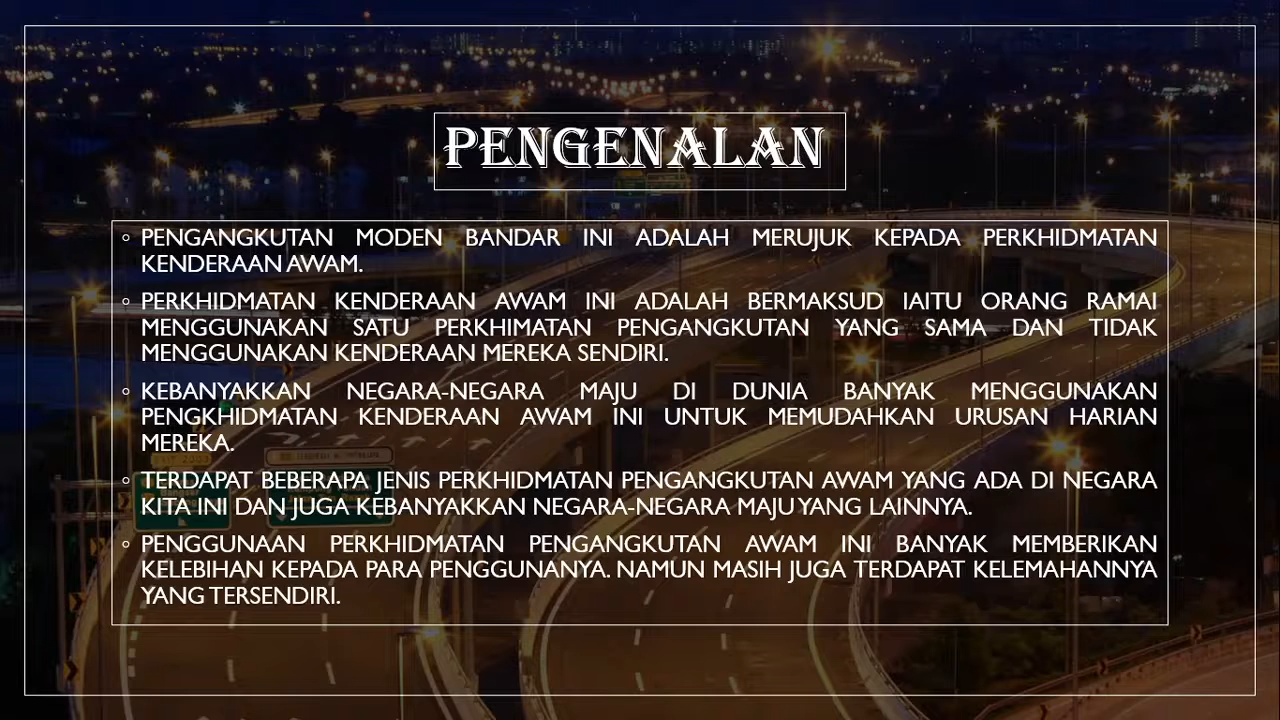 PENGENALAN
◦ PENGANGKUTAN MODEN BANDAR INI ADALAH MERUJUK KEPADA PERKHIDMATAN
KENDERAAN AWAM.
◦ PERKHIDMATAN KENDERAAN AWAM INI ADALAH BERMAKSUD IAITU ORANG RAMAI
MENGGUNAKAN SATU PERKHIMATAN PENGANGKUTAN YANG SAMA DAN TIDAK
MENGGUNAKAN KENDERAAN MEREKA SENDIRI.
◦ KEBANYAKKAN NEGARA-NEGARA MAJU DI DUNIA BANYAK MENGGUNAKAN
PENGKHIDMATAN KENDERAAN AWAM INI UNTUK MEMUDAHKAN URUSAN HARIAN
MEREKA.
◦ TERDAPAT BEBERAPA JENIS PERKHIDMATAN PENGANGKUTAN AWAM YANG ADA DI NEGARA
KITA INI DAN JUGA KEBANYAKKAN NEGARA-NEGARA MAJU YANG LAINNYA.
◦ PENGGUNAAN PERKHIDMATAN PENGANGKUTAN AWAM INI BANYAK MEMBERIKAN
KELEBIHAN KEPADA PARA PENGGUNANYA. NAMUN MASIH JUGA TERDAPAT KELEMAHANNYA
YANG TERSENDIRI.